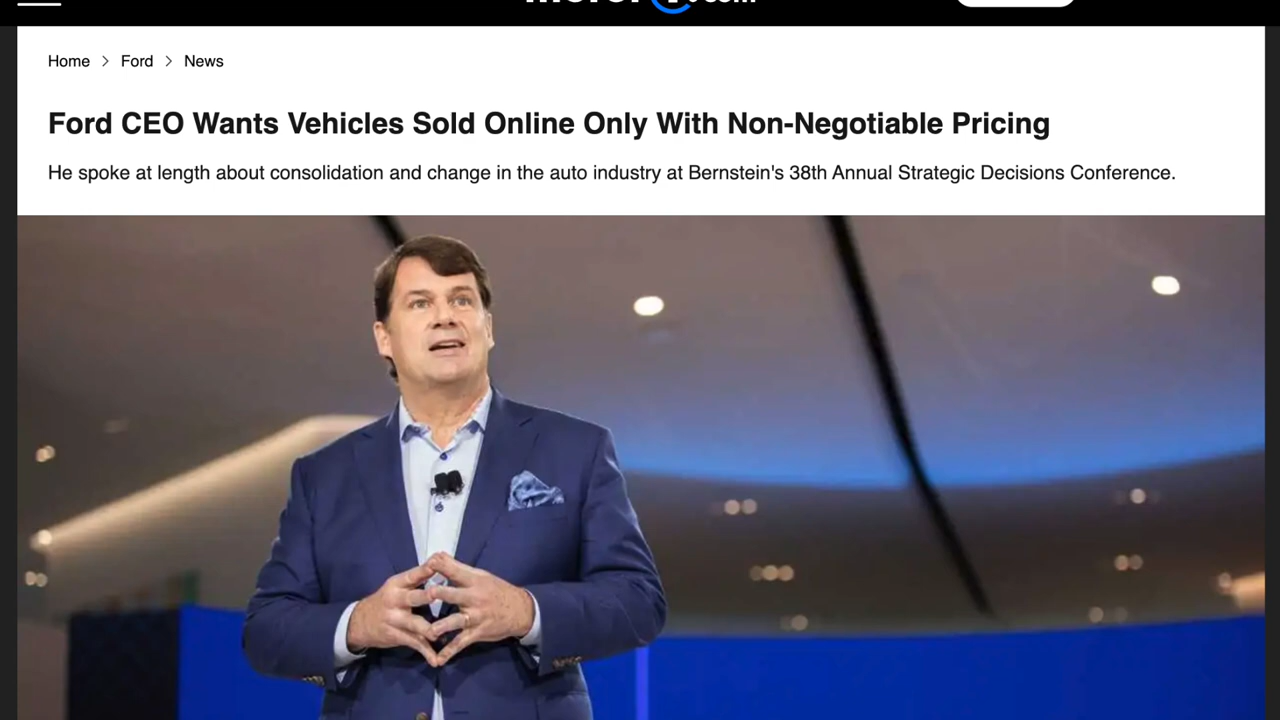 Home > Ford > News
Ford CEO Wants Vehicles Sold Online Only With Non-Negotiable Pricing
He spoke at length about consolidation and change in the auto industry at Bernstein's 38th Annual Strategic Decisions Conference.